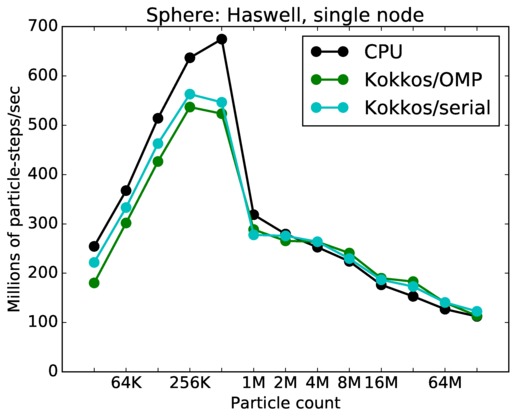 Sphere: Haswell, single node
Millions of particle-steps/sec
700
600
500
400
300
200
100
0
CPU
Kokkos/OMP
Kokkos/serial
64K 256K 1M 2M 4M 8M 16M 64M
Particle count